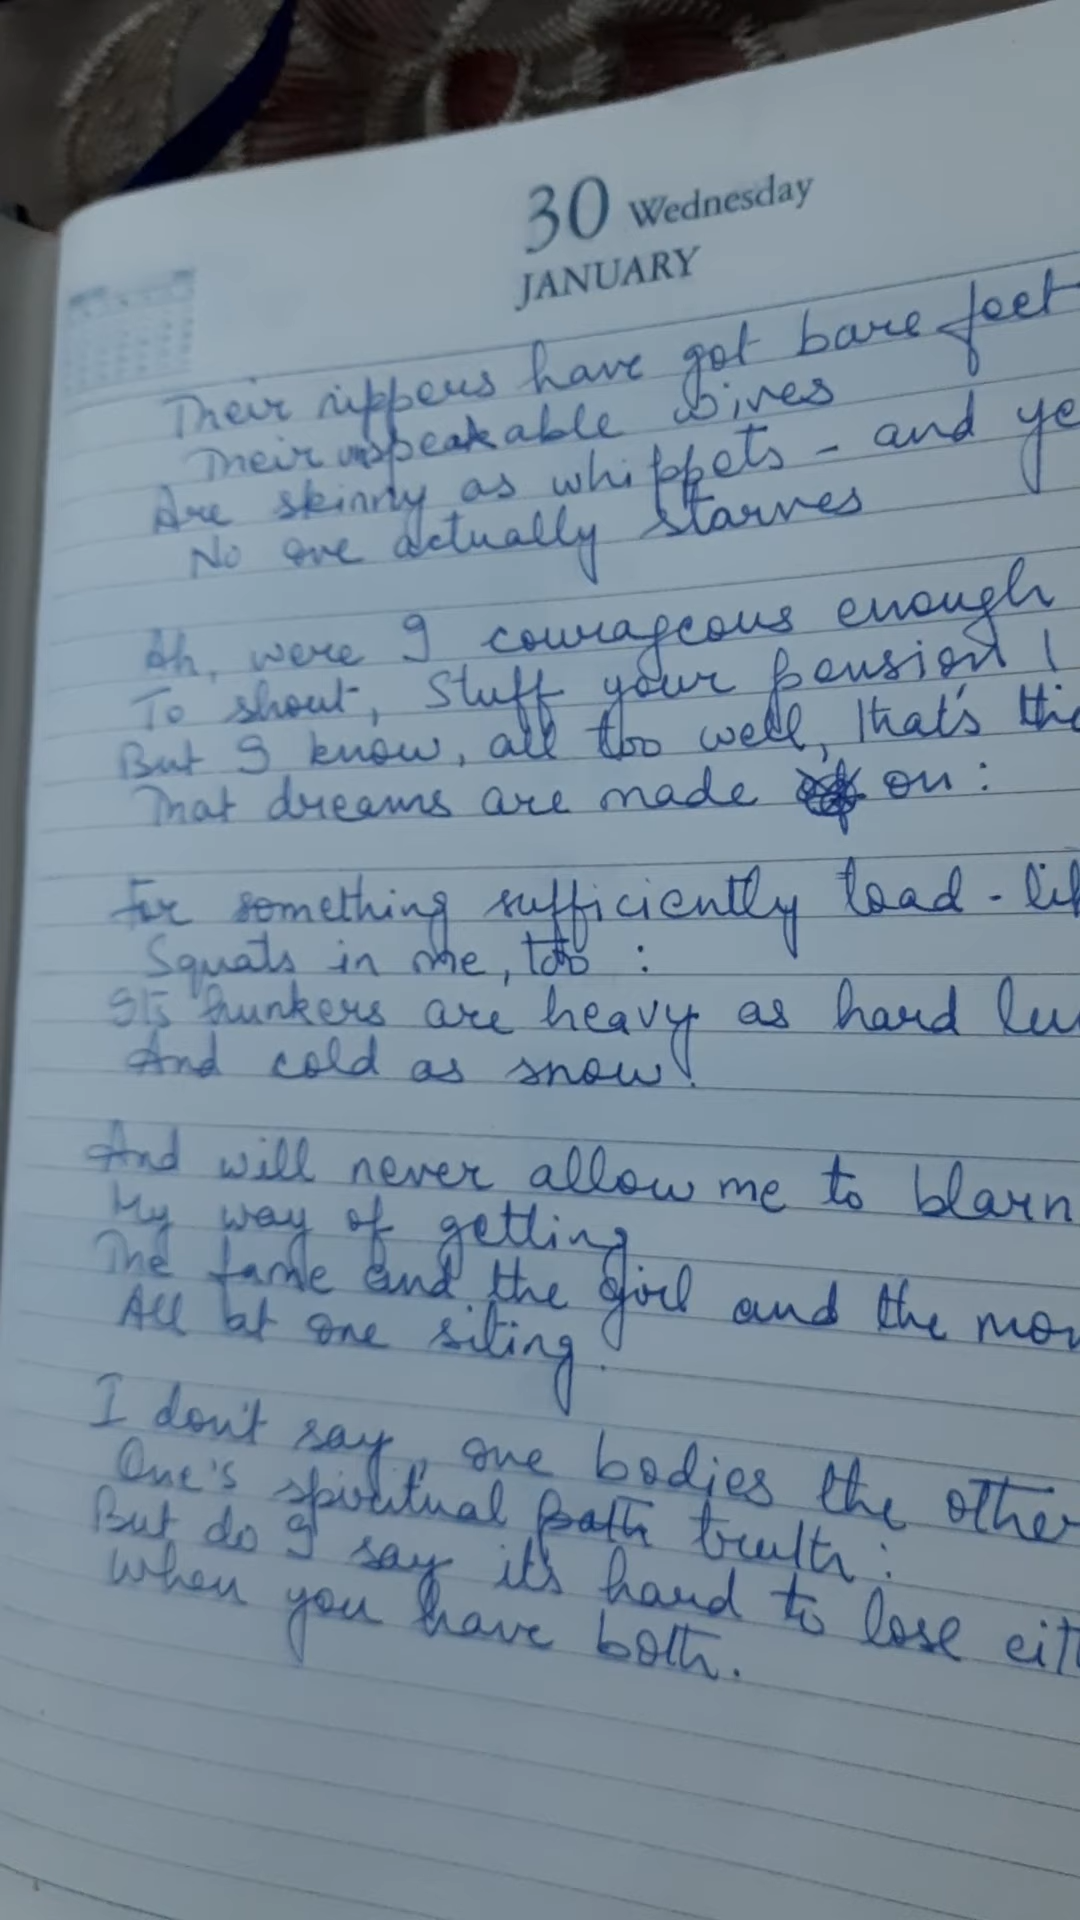 30 Wednesday
JANUARY
Their nippers have got bare feet
Their unspeakable wives
Are skinny as whippets - and ye
No one actually starves
Ah, were I courageous enough
To shout, Stuff your pension!
But I know, all too well, that's the
That dreams are made on:
For something sufficiently toad-li
Squats in me, too :
Its hunkers are heavy as hard lu
And cold as snow.
And will never allow me to blarn
My way of getting
The fame and the girl and the mon
All at one siting.
I don't say, one bodies the other
One's spiritual path truth:
But do I say it's hard to lose eit
When you have both.